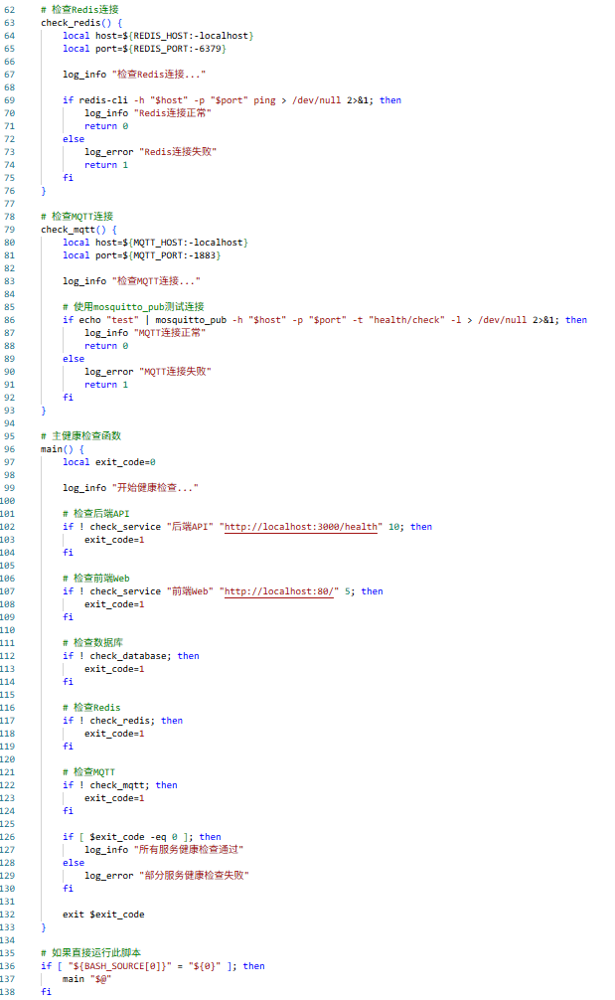 62 # 检查Redis连接
63 check_redis() {
64 local host=${REDIS_HOST:-localhost}
65 local port=${REDIS_PORT:-6379}
66
67 log_info "检查Redis连接..."
68
69 if redis-cli -h "$host" -p "$port" ping > /dev/null 2>&1; then
70 log_info "Redis连接正常"
71 return 0
72 else
73 log_error "Redis连接失败"
74 return 1
75 fi
76 }
77
78 # 检查MQTT连接
79 check_mqtt() {
80 local host=${MQTT_HOST:-localhost}
81 local port=${MQTT_PORT:-1883}
82
83 log_info "检查MQTT连接..."
84
85 # 使用mosquitto_pub测试连接
86 if echo "test" | mosquitto_pub -h "$host" -p "$port" -t "health/check" -l > /dev/null 2>&1; then
87 log_info "MQTT连接正常"
88 return 0
89 else
90 log_error "MQTT连接失败"
91 return 1
92 fi
93 }
94
95 # 主健康检查函数
96 main() {
97 local exit_code=0
98
99 log_info "开始健康检查..."
100
101 # 检查后端API
102 if ! check_service "后端API" "http://localhost:3000/health" 10; then
103 exit_code=1
104 fi
105
106 # 检查前端Web
107 if ! check_service "前端Web" "http://localhost:80/" 5; then
108 exit_code=1
109 fi
110
111 # 检查数据库
112 if ! check_database; then
113 exit_code=1
114 fi
115
116 # 检查Redis
117 if ! check_redis; then
118 exit_code=1
119 fi
120
121 # 检查MQTT
122 if ! check_mqtt; then
123 exit_code=1
124 fi
125
126 if [ $exit_code -eq 0 ]; then
127 log_info "所有服务健康检查通过"
128 else
129 log_error "部分服务健康检查失败"
130 fi
131
132 exit $exit_code
133 }
134
135 # 如果直接运行此脚本
136 if [ "${BASH_SOURCE[0]}" = "${0}" ]; then
137 main "$@"
138 fi